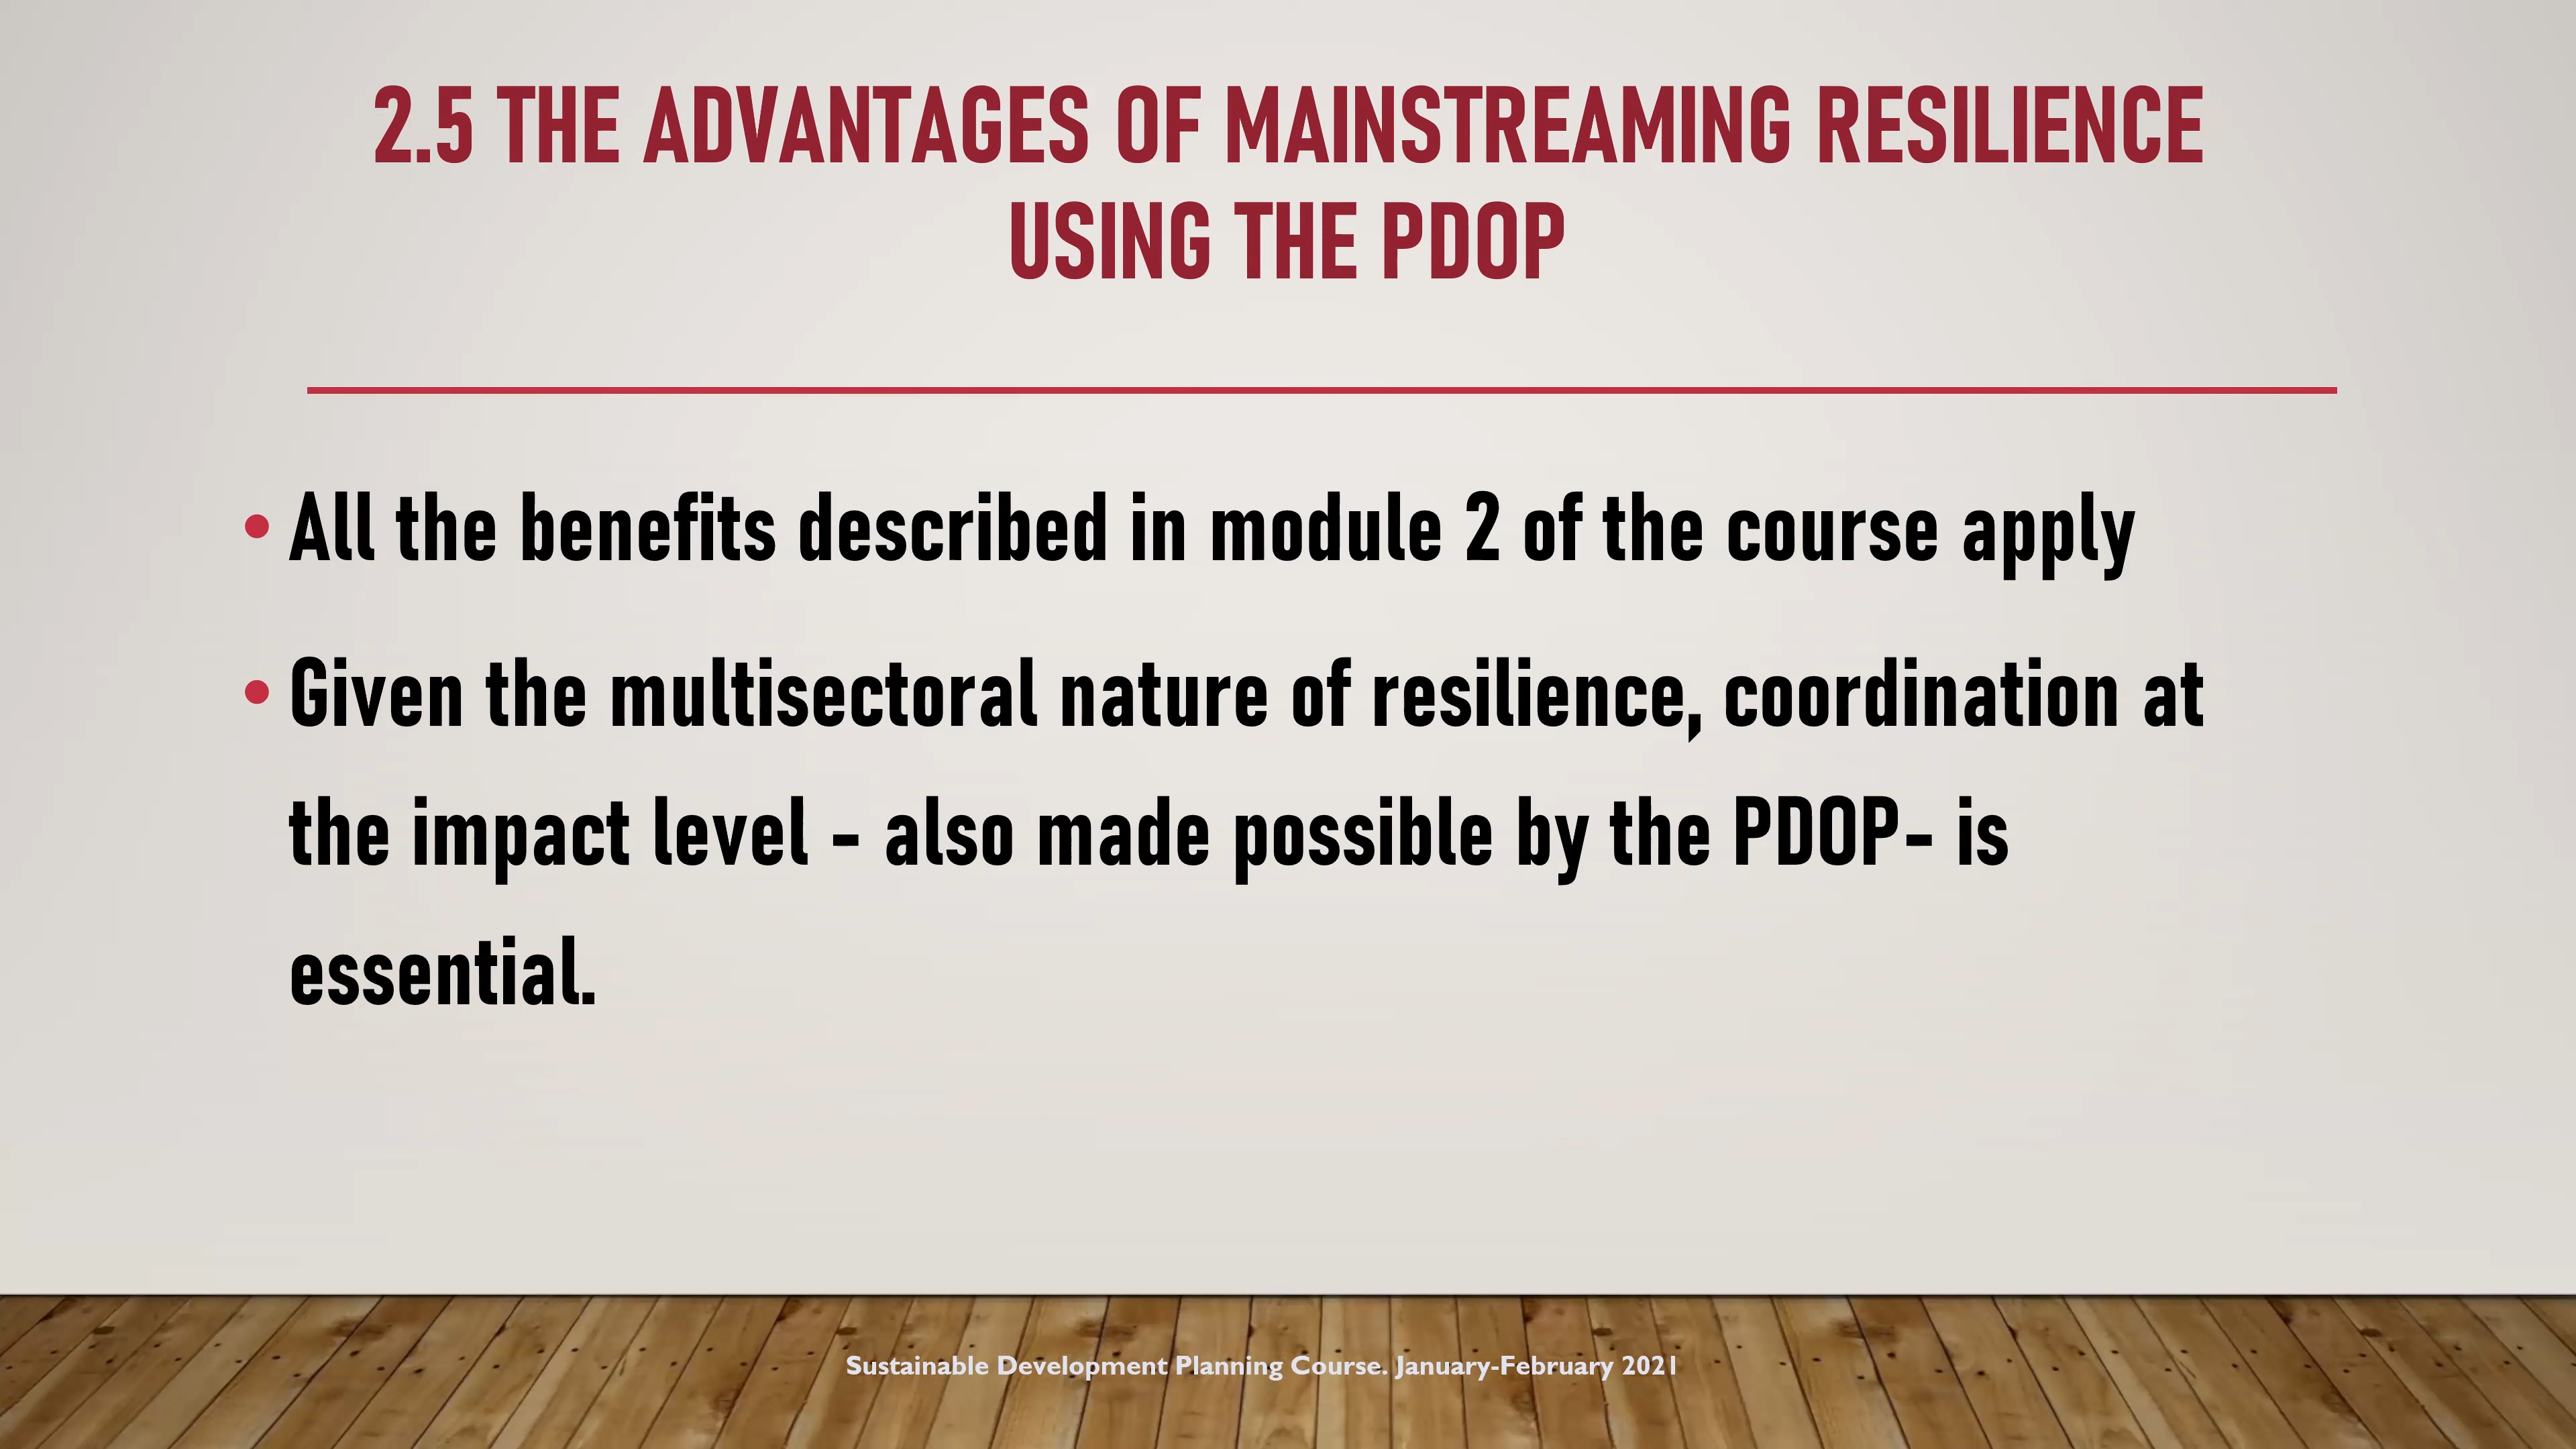 2.5 THE ADVANTAGES OF MAINSTREAMING RESILIENCE
USING THE PDOP
• All the benefits described in module 2 of the course apply
• Given the multisectoral nature of resilience, coordination at
the impact level - also made possible by the PDOP- is
essential.
Sustainable Development Planning Course. January-February 2021